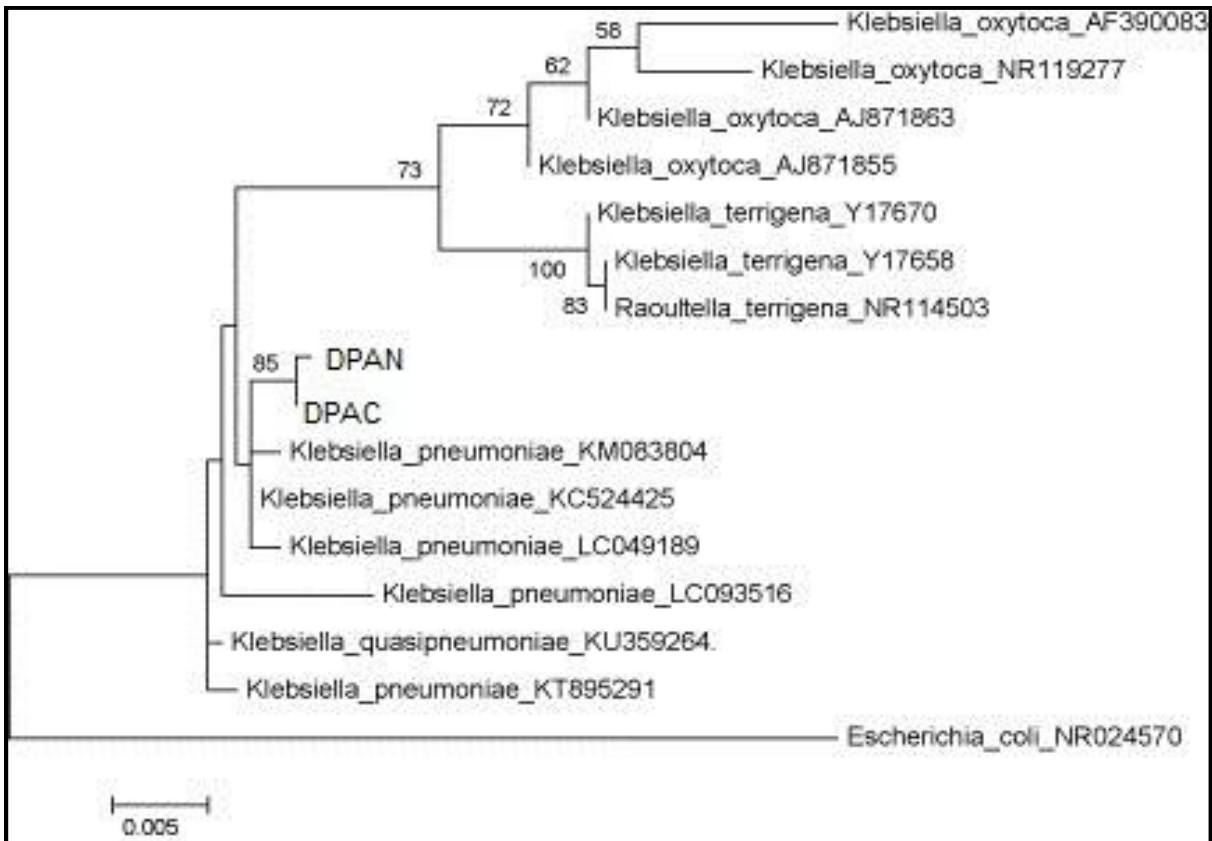 Klebsiella_oxytoca_AF390083
58
Klebsiella_oxytoca_NR119277
62
Klebsiella_oxytoca_AJ871863
72
Klebsiella_oxytoca_AJ871855
73
Klebsiella_terrigena_Y17670
Klebsiella_terrigena_Y17658
100
Raoultella_terrigena_NR114503
83
DPAN
85
DPAC
Klebsiella_pneumoniae_KM083804
Klebsiella_pneumoniae_KC524425
Klebsiella_pneumoniae_LC049189
Klebsiella_pneumoniae_LC093516
Klebsiella_quasipneumoniae_KU359264.
Klebsiella_pneumoniae_KT895291
Escherichia_coli_NR024570
0.005